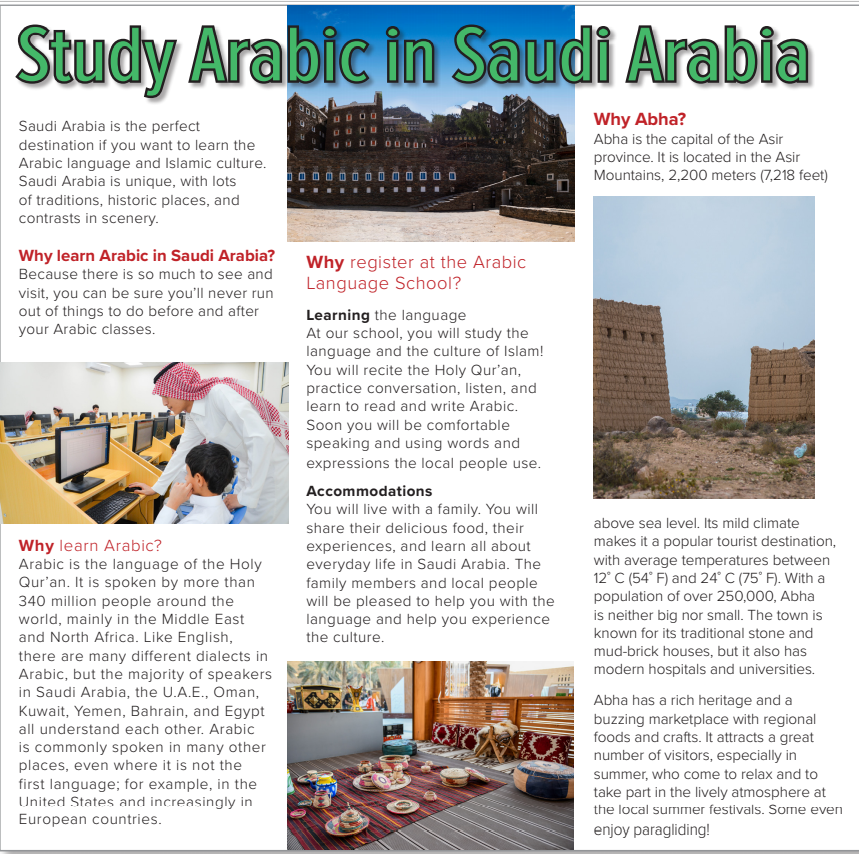 Study Arabic in Saudi Arabia
Saudi Arabia is the perfect
destination if you want to learn the
Arabic language and Islamic culture.
Saudi Arabia is unique, with lots
of traditions, historic places, and
contrasts in scenery.
Why learn Arabic in Saudi Arabia?
Because there is so much to see and
visit, you can be sure you'll never run
out of things to do before and after
your Arabic classes.
Why learn Arabic?
Arabic is the language of the Holy
Qur'an. It is spoken by more than
340 million people around the
world, mainly in the Middle East
and North Africa. Like English,
there are many different dialects in
Arabic, but the majority of speakers
in Saudi Arabia, the U.A.E., Oman,
Kuwait, Yemen, Bahrain, and Egypt
all understand each other. Arabic
is commonly spoken in many other
places, even where it is not the
first language; for example, in the
United States and increasingly in
European countries.
Why register at the Arabic
Language School?
Learning the language
At our school, you will study the
language and the culture of Islam!
You will recite the Holy Qur'an,
practice conversation, listen, and
learn to read and write Arabic.
Soon you will be comfortable
speaking and using words and
expressions the local people use.
Accommodations
You will live with a family. You will
share their delicious food, their
experiences, and learn all about
everyday life in Saudi Arabia. The
family members and local people
will be pleased to help you with the
language and help you experience
the culture.
Why Abha?
Abha is the capital of the Asir
province. It is located in the Asir
Mountains, 2,200 meters (7,218 feet)
above sea level. Its mild climate
makes it a popular tourist destination,
with average temperatures between
12° C (54° F) and 24° C (75° F). With a
population of over 250,000, Abha
is neither big nor small. The town is
known for its traditional stone and
mud-brick houses, but it also has
modern hospitals and universities.
Abha has a rich heritage and a
buzzing marketplace with regional
foods and crafts. It attracts a great
number of visitors, especially in
summer, who come to relax and to
take part in the lively atmosphere at
the local summer festivals. Some even
enjoy paragliding!